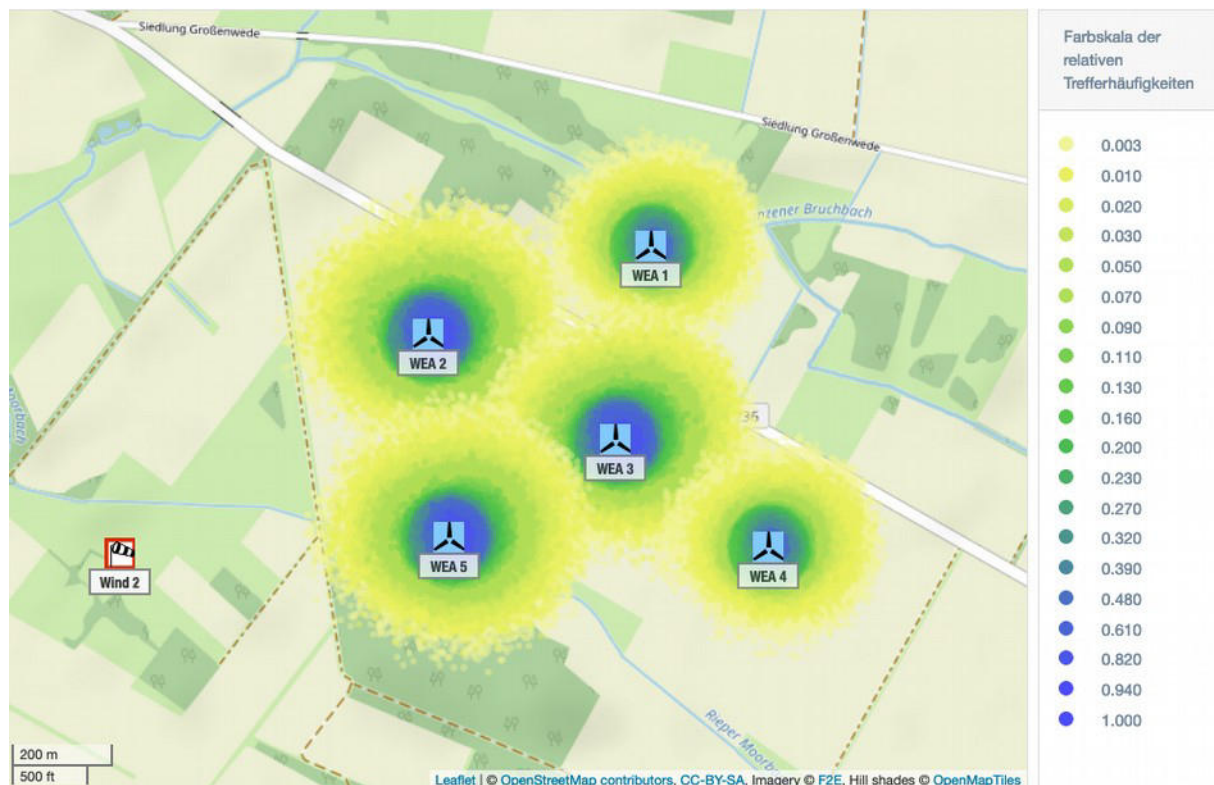 Siedlung Großenwede
Siedlung Großenwede
nzener Bruchbach
WEA 1
WEA 2
35
WEA 3
WEA 5
WEA 4
Wind 2
Moorbach
Rieper Moorb
200 m
500 ft
Leaflet | © OpenStreetMap contributors, CC-BY-SA, Imagery © F2E, Hill shades © OpenMapTiles
Farbskala der
relativen
Trefferhäufigkeiten
0.003
0.010
0.020
0.030
0.050
0.070
0.090
0.110
0.130
0.160
0.200
0.230
0.270
0.320
0.390
0.480
0.610
0.820
0.940
1.000